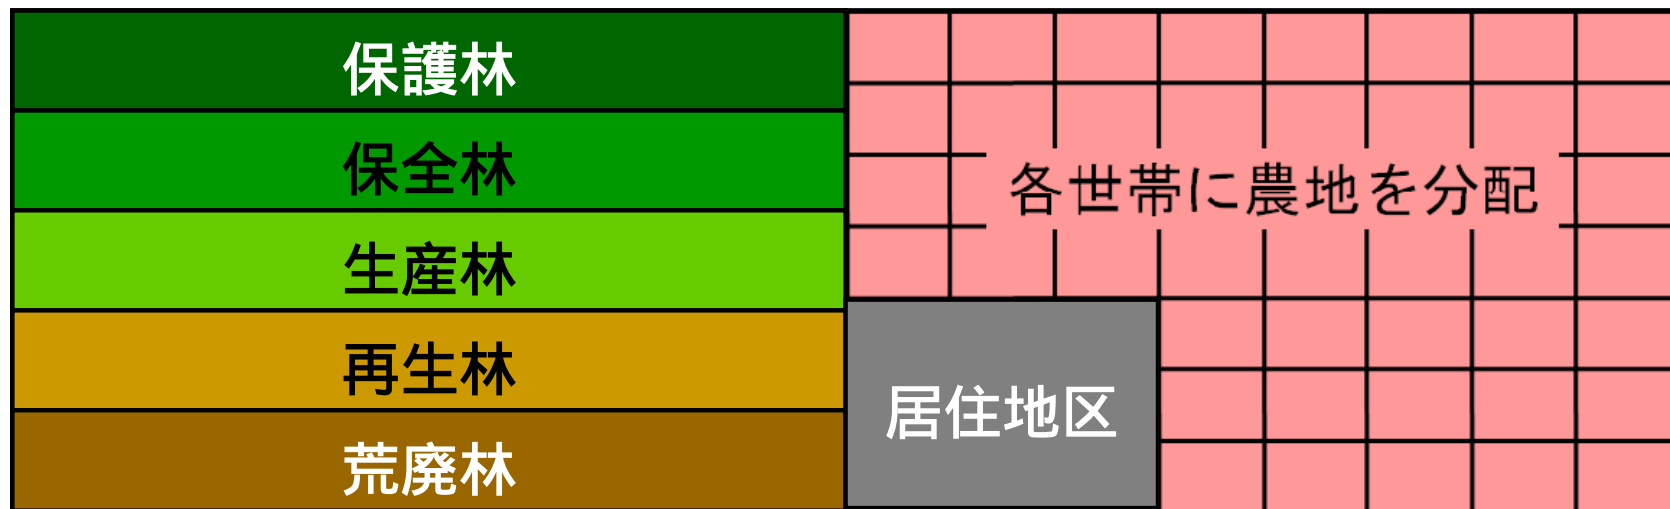 保護林
保全林
生産林
再生林
荒廃林
各世帯に農地を分配
居住地区